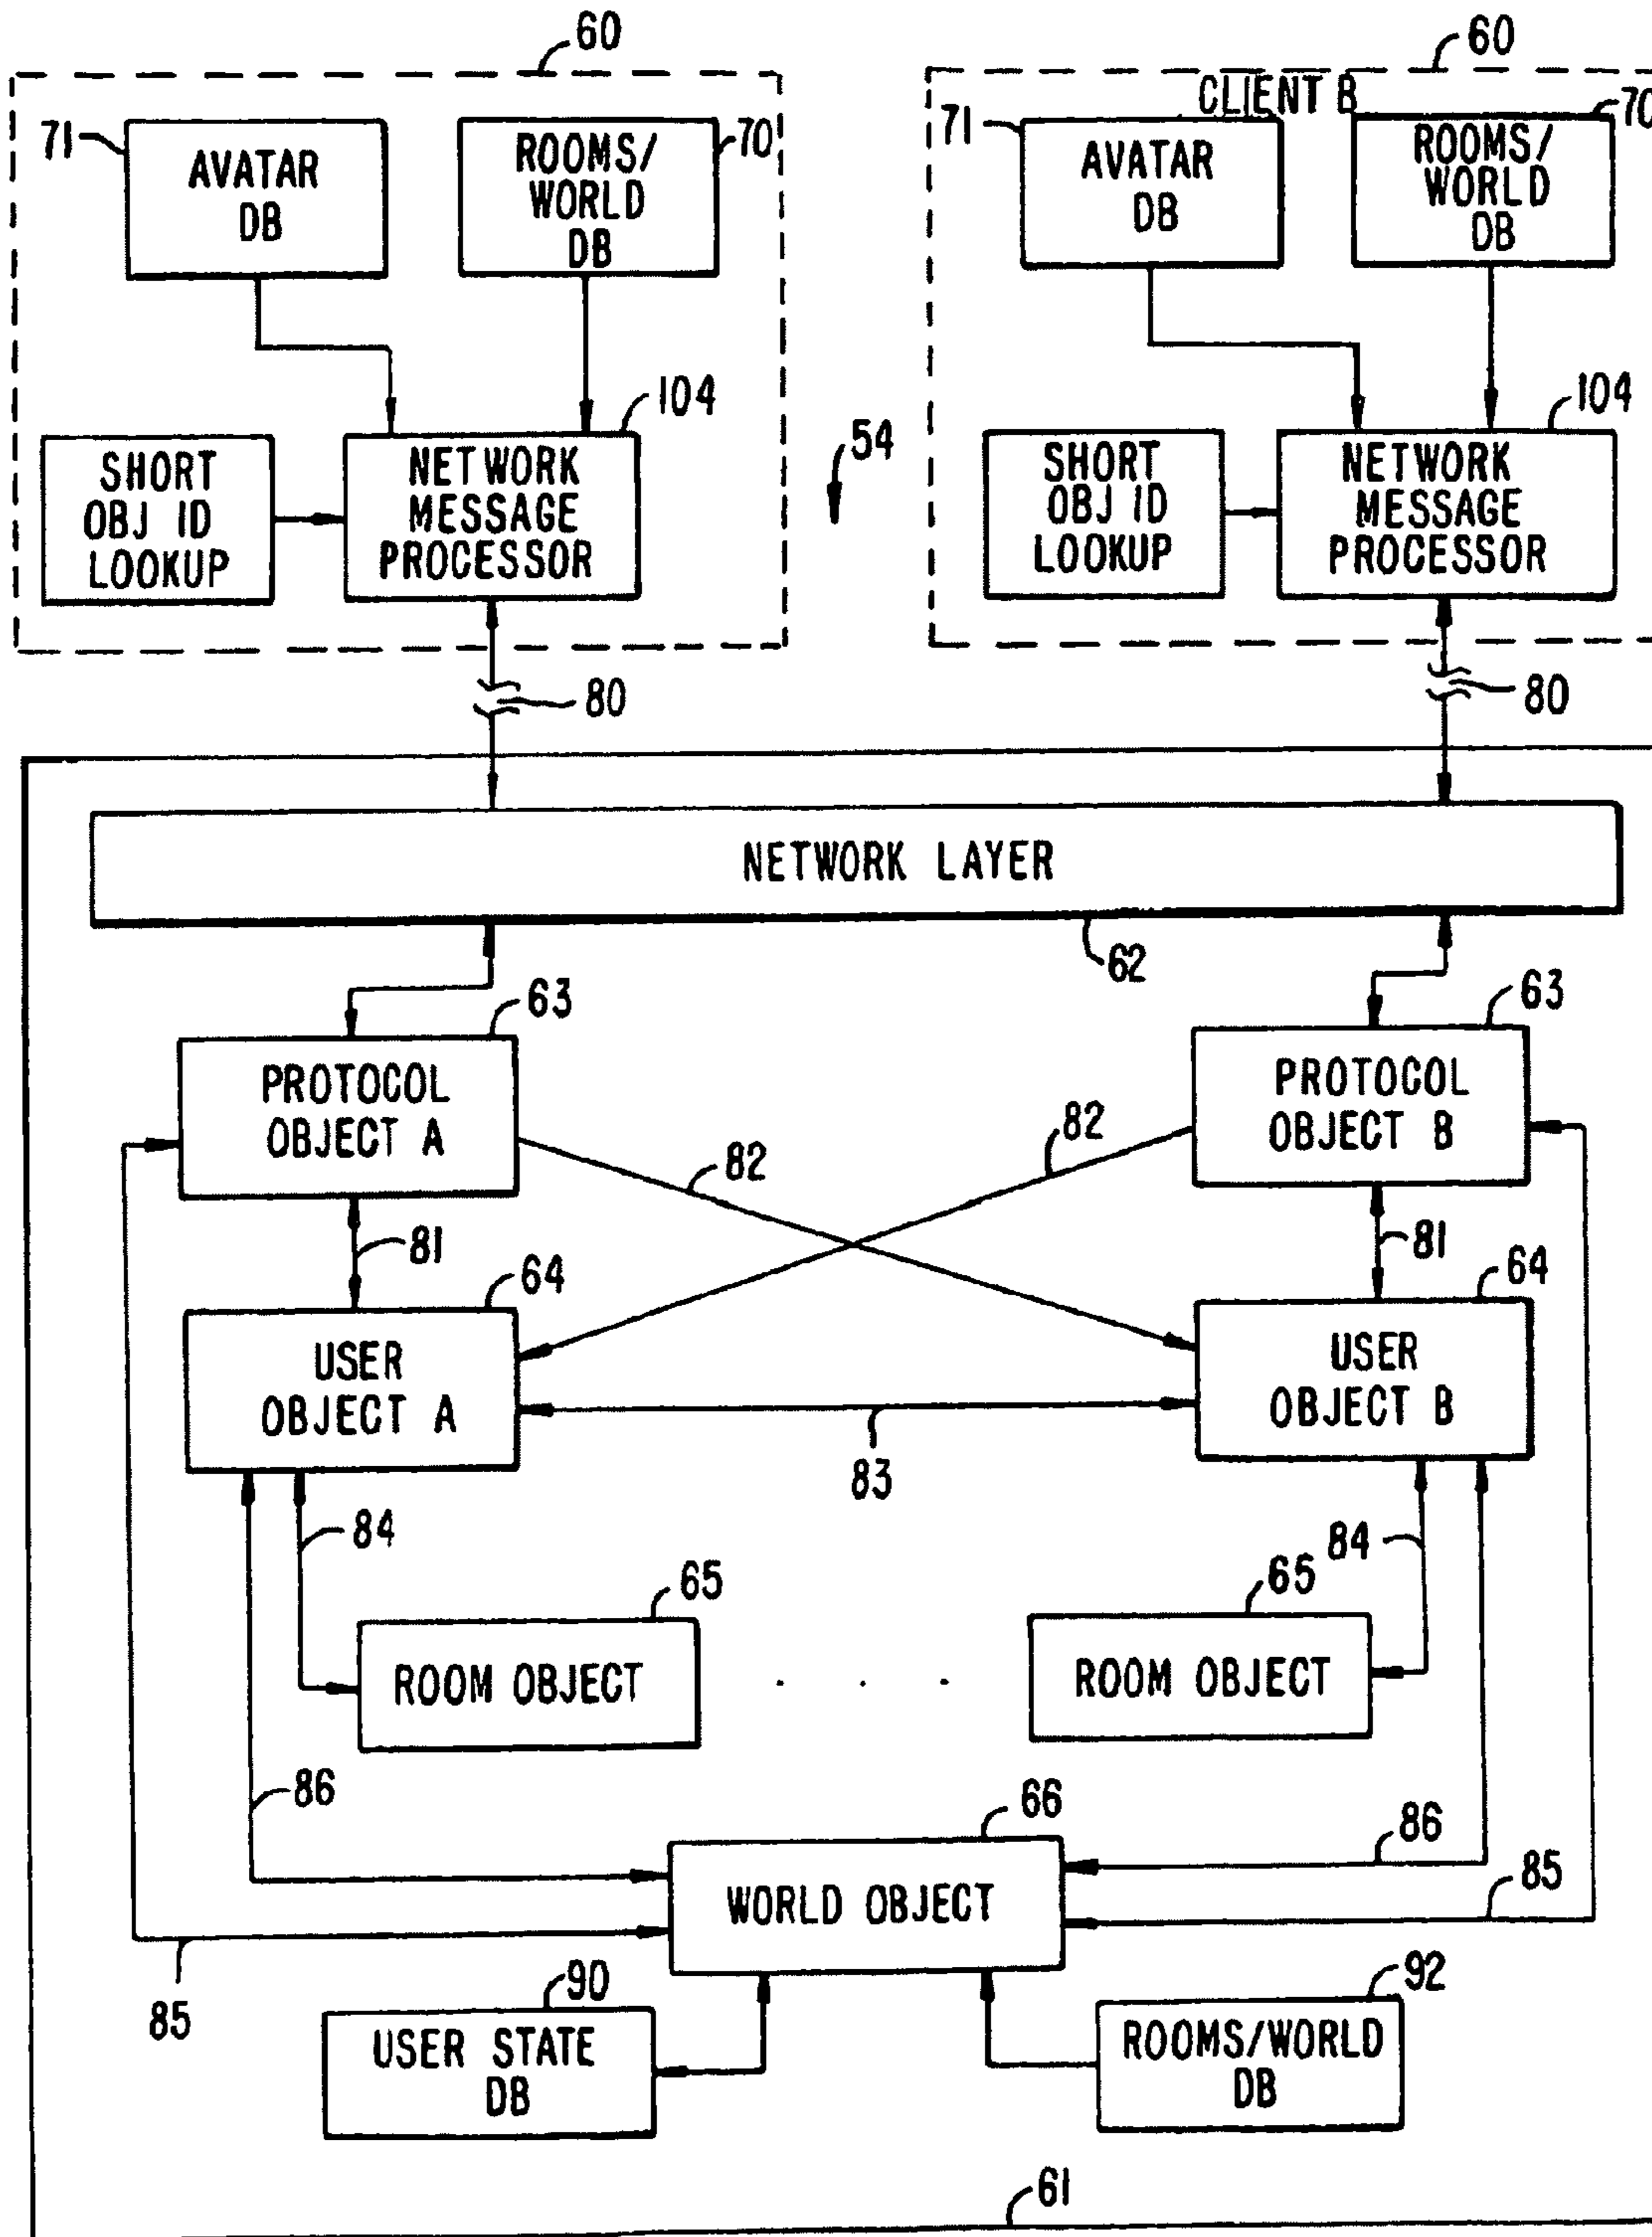 60
60
CLIENT B
71
AVATAR
DB
ROOMS/
WORLD
DB
70
71
AVATAR
DB
ROOMS/
WORLD
DB
70
104
104
SHORT
OBJ ID
LOOKUP
NETWORK
MESSAGE
PROCESSOR
54
SHORT
OBJ ID
LOOKUP
NETWORK
MESSAGE
PROCESSOR
80
80
NETWORK LAYER
62
63
63
PROTOCOL
OBJECT A
PROTOCOL
OBJECT B
82
82
81
81
64
64
USER
OBJECT A
USER
OBJECT B
83
84
84
65
65
ROOM OBJECT
. . .
ROOM OBJECT
86
66
86
WORLD OBJECT
85
85
90
92
USER STATE
DB
ROOMS/WORLD
DB
61